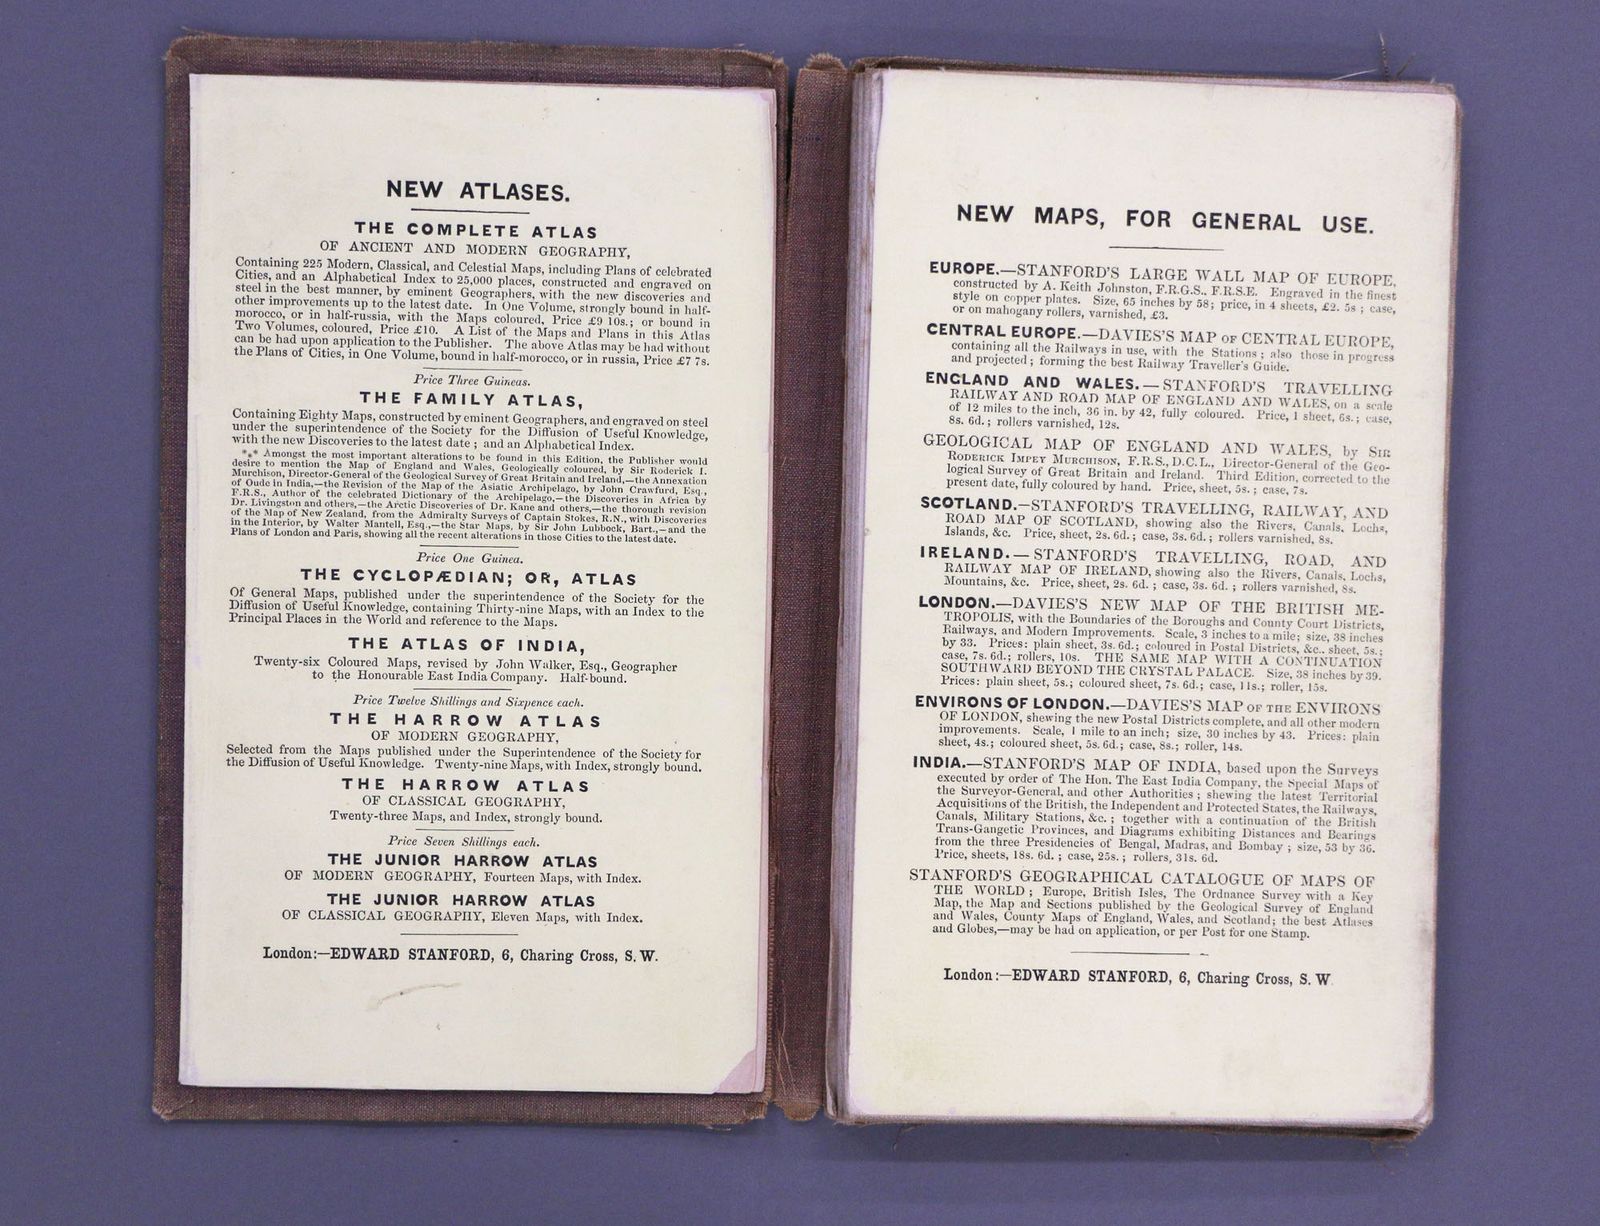 NEW ATLASES.
THE COMPLETE ATLAS
OF ANCIENT AND MODERN GEOGRAPHY,
Containing 225 Modern, Classical, and Celestial Maps, including Plans of celebrated
Cities, and an Alphabetical Index to 25,000 places, constructed and engraved on
steel in the best manner, by eminent Geographers, with the new discoveries and
other improvements up to the latest date. In One Volume, strongly bound in half-
morocco, or in half-russia, with the Maps coloured, Price £9 10s.; or bound in
Two Volumes, coloured, Price £10. A List of the Maps and Plans in this Atlas
can be had upon application to the Publisher. The above Atlas may be had without
the Plans of Cities, in One Volume, bound in half-morocco, or in russia, Price £7 7s.
Price Three Guineas.
THE FAMILY ATLAS,
Containing Eighty Maps, constructed by eminent Geographers, and engraved on steel
under the superintendence of the Society for the Diffusion of Useful Knowledge,
with the new Discoveries to the latest date; and an Alphabetical Index.
*** Amongst the most important alterations to be found in this Edition, the Publisher would
desire to mention the Map of England and Wales, Geologically coloured, by Sir Roderick I.
Murchison, Director-General of the Geological Survey of Great Britain and Ireland,—the Annexation
of Oude in India,—the Revision of the Map of the Asiatic Archipelago, by John Crawfurd, Esq.,
F.R.S., Author of the celebrated Dictionary of the Archipelago,—the Discoveries in Africa by
Dr. Livingston and others,—the Arctic Discoveries of Dr. Kane and others,—the thorough revision
of the Map of New Zealand, from the Admiralty Surveys of Captain Stokes, R.N., with Discoveries
in the Interior, by Walter Mantell, Esq.,—the Star Maps, by Sir John Lubbock, Bart.,—and the
Plans of London and Paris, showing all the recent alterations in those Cities to the latest date.
Price One Guinea.
THE CYCLOPÆDIAN; OR, ATLAS
Of General Maps, published under the superintendence of the Society for the
Diffusion of Useful Knowledge, containing Thirty-nine Maps, with an Index to the
Principal Places in the World and reference to the Maps.
THE ATLAS OF INDIA,
Twenty-six Coloured Maps, revised by John Walker, Esq., Geographer
to the Honourable East India Company. Half-bound.
Price Twelve Shillings and Sixpence each.
THE HARROW ATLAS
OF MODERN GEOGRAPHY,
Selected from the Maps published under the Superintendence of the Society for
the Diffusion of Useful Knowledge. Twenty-nine Maps, with Index, strongly bound.
THE HARROW ATLAS
OF CLASSICAL GEOGRAPHY,
Twenty-three Maps, and Index, strongly bound.
Price Seven Shillings each.
THE JUNIOR HARROW ATLAS
OF MODERN GEOGRAPHY, Fourteen Maps, with Index.
THE JUNIOR HARROW ATLAS
OF CLASSICAL GEOGRAPHY, Eleven Maps, with Index.
London:—EDWARD STANFORD, 6, Charing Cross, S.W.
NEW MAPS, FOR GENERAL USE.
EUROPE.—STANFORD'S LARGE WALL MAP OF EUROPE,
constructed by A. Keith Johnston, F.R.G.S., F.R.S.E. Engraved in the finest
style on copper plates. Size, 65 inches by 58; price, in 4 sheets, £2. 5s; case,
or on mahogany rollers, varnished, £3.
CENTRAL EUROPE.—DAVIES'S MAP OF CENTRAL EUROPE,
containing all the Railways in use, with the Stations; also those in progress
and projected; forming the best Railway Traveller's Guide.
ENGLAND AND WALES.—STANFORD'S TRAVELLING
RAILWAY AND ROAD MAP OF ENGLAND AND WALES, on a scale
of 12 miles to the inch, 36 in. by 42, fully coloured. Price, 1 sheet, 6s.; case,
8s. 6d.; rollers varnished, 12s.
GEOLOGICAL MAP OF ENGLAND AND WALES, by SIR
RODERICK IMPEY MURCHISON, F.R.S., D.C.L., Director-General of the Geo-
logical Survey of Great Britain and Ireland. Third Edition, corrected to the
present date, fully coloured by hand. Price, sheet, 5s.; case, 7s.
SCOTLAND.—STANFORD'S TRAVELLING, RAILWAY, AND
ROAD MAP OF SCOTLAND, showing also the Rivers, Canals, Lochs,
Islands, &c. Price, sheet, 2s. 6d.; case, 3s. 6d.; rollers varnished, 8s.
IRELAND.—STANFORD'S TRAVELLING, ROAD, AND
RAILWAY MAP OF IRELAND, showing also the Rivers, Canals, Lochs,
Mountains, &c. Price, sheet, 2s. 6d.; case, 3s. 6d.; rollers varnished, 8s.
LONDON.—DAVIES'S NEW MAP OF THE BRITISH ME-
TROPOLIS, with the Boundaries of the Boroughs and County Court Districts,
Railways, and Modern Improvements. Scale, 3 inches to a mile; size, 38 inches
by 33. Prices: plain sheet, 3s. 6d.; coloured in Postal Districts, &c., sheet, 5s.;
case, 7s. 6d.; rollers, 10s. THE SAME MAP WITH A CONTINUATION
SOUTHWARD BEYOND THE CRYSTAL PALACE. Size, 38 inches by 39.
Prices: plain sheet, 5s.; coloured sheet, 7s. 6d.; case, 11s.; roller, 15s.
ENVIRONS OF LONDON.—DAVIES'S MAP OF THE ENVIRONS
OF LONDON, shewing the new Postal Districts complete, and all other modern
improvements. Scale, 1 mile to an inch; size, 30 inches by 43. Prices: plain
sheet, 4s.; coloured sheet, 5s. 6d.; case, 8s.; roller, 14s.
INDIA.—STANFORD'S MAP OF INDIA, based upon the Surveys
executed by order of The Hon. The East India Company, the Special Maps of
the Surveyor-General, and other Authorities; shewing the latest Territorial
Acquisitions of the British, the Independent and Protected States, the Railways,
Canals, Military Stations, &c.; together with a continuation of the British
Trans-Gangetic Provinces, and Diagrams exhibiting Distances and Bearings
from the three Presidencies of Bengal, Madras, and Bombay; size, 53 by 36.
Price, sheets, 18s. 6d.; case, 25s.; rollers, 31s. 6d.
STANFORD'S GEOGRAPHICAL CATALOGUE OF MAPS OF
THE WORLD; Europe, British Isles, The Ordnance Survey with a Key
Map, the Map and Sections published by the Geological Survey of England
and Wales, County Maps of England, Wales, and Scotland; the best Atlases
and Globes,—may be had on application, or per Post for one Stamp.
London:—EDWARD STANFORD, 6, Charing Cross, S. W